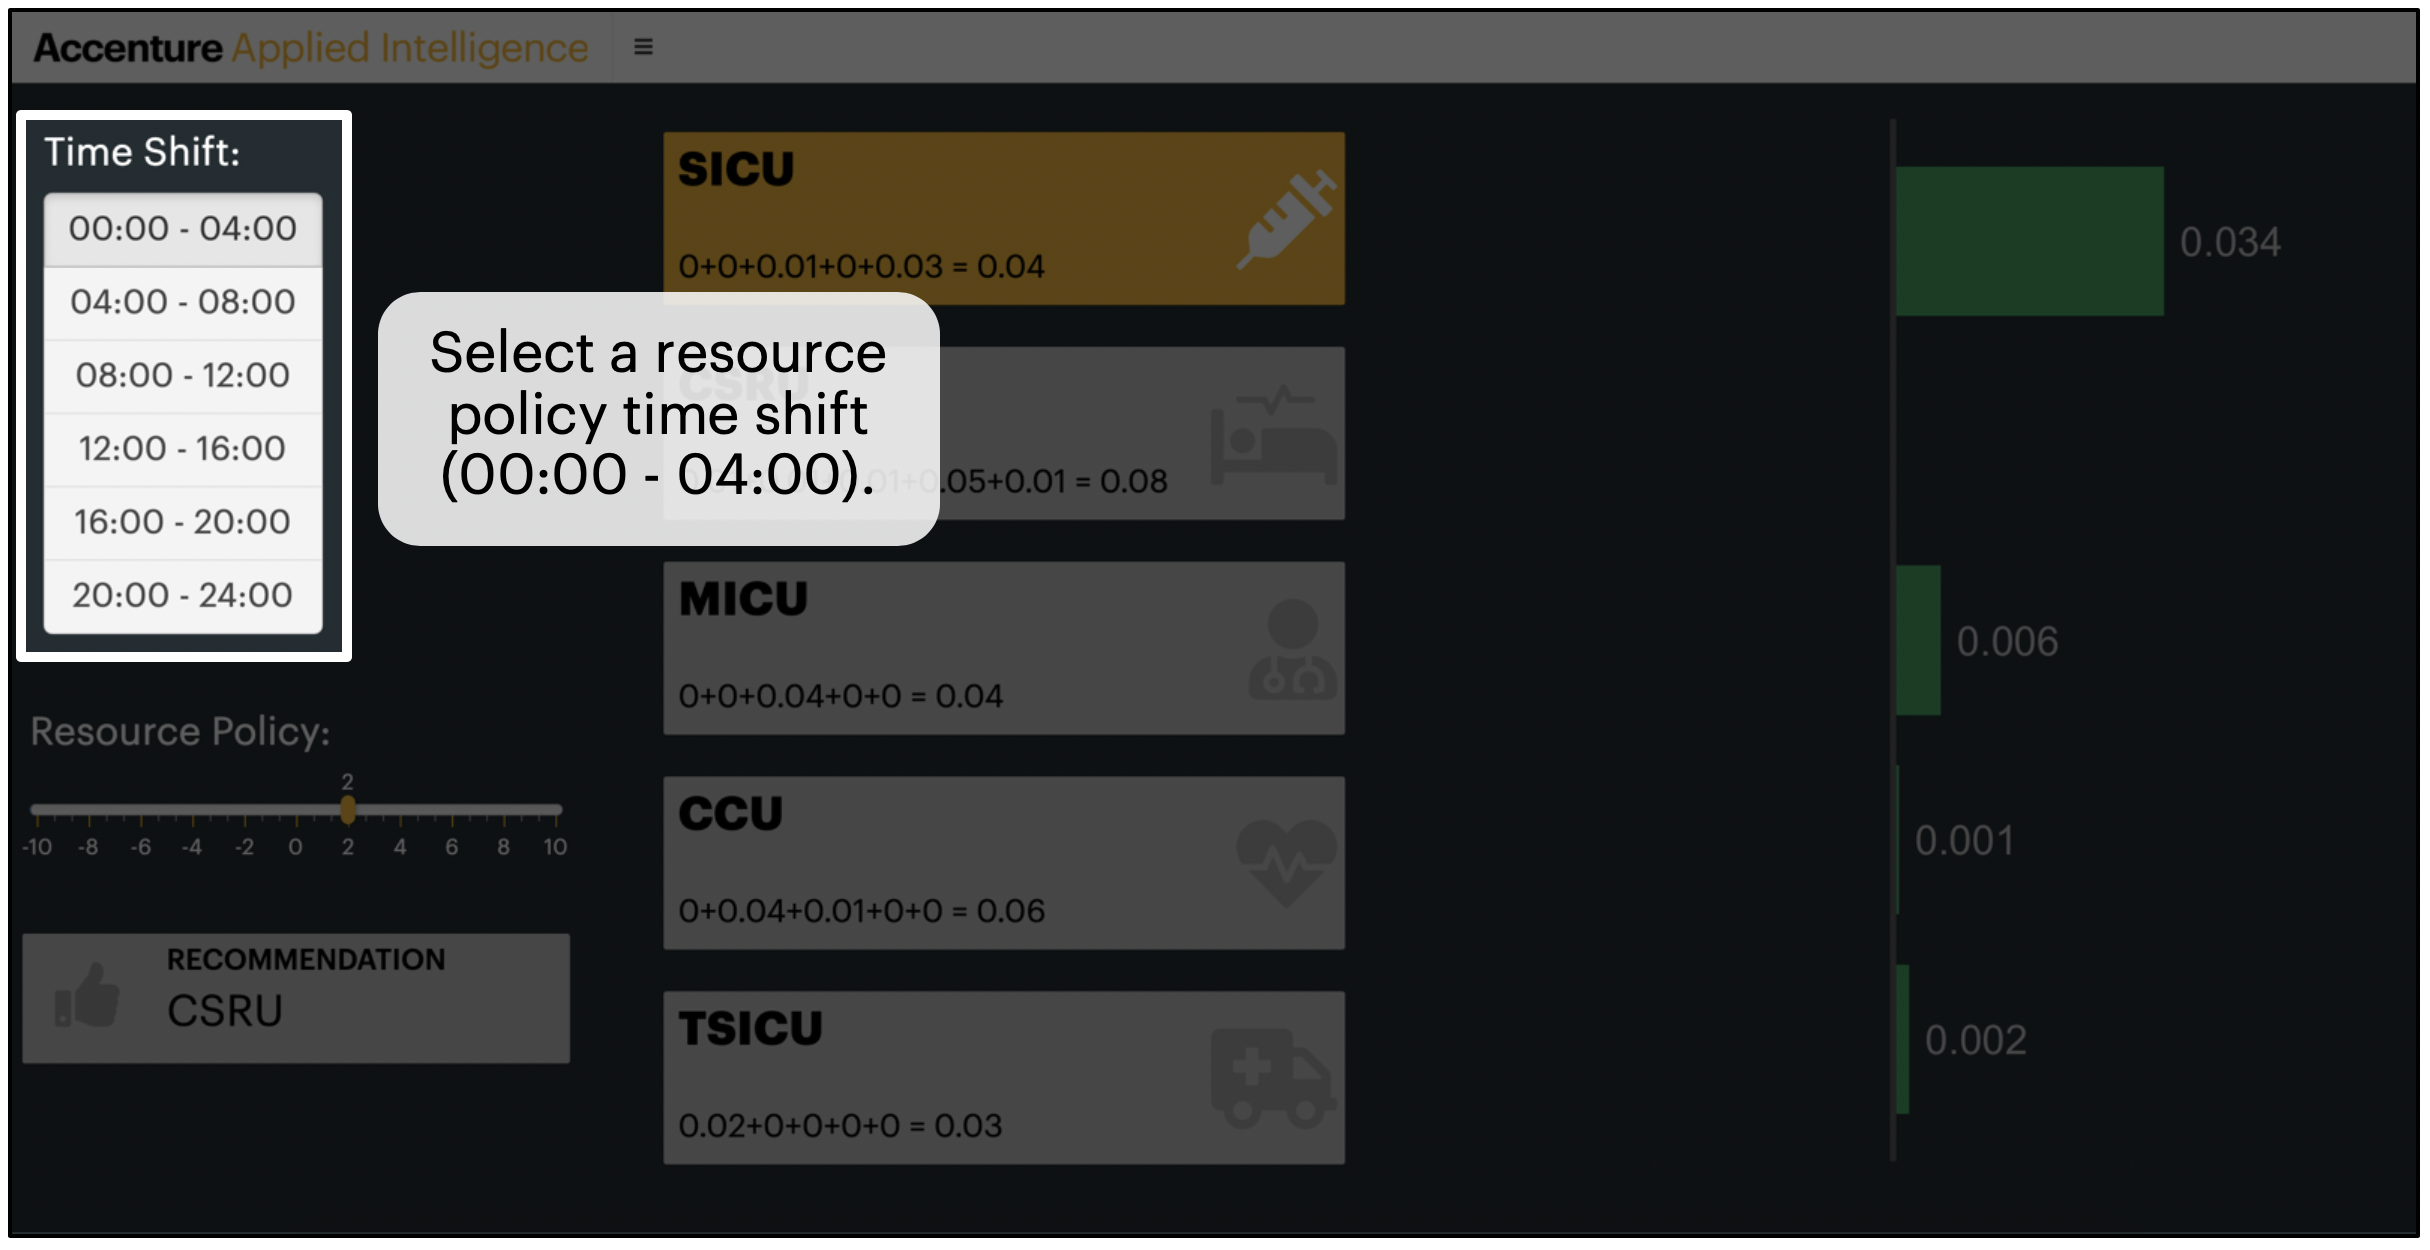 Accenture Applied Intelligence
Time Shift:
00:00 - 04:00
04:00 - 08:00
08:00 - 12:00
12:00 - 16:00
16:00 - 20:00
20:00 - 24:00
Select a resource
policy time shift
(00:00 - 04:00).
Resource Policy:
2
-10 -8 -6 -4 -2 0 2 4 6 8 10
RECOMMENDATION
CSRU
SICU
0+0+0.01+0+0.03 = 0.04
CSRU
.05+0.01 = 0.08
MICU
0+0+0.04+0+0 = 0.04
CCU
0+0.04+0.01+0+0 = 0.06
TSICU
0.02+0+0+0+0 = 0.03
0.034
0.006
0.001
0.002